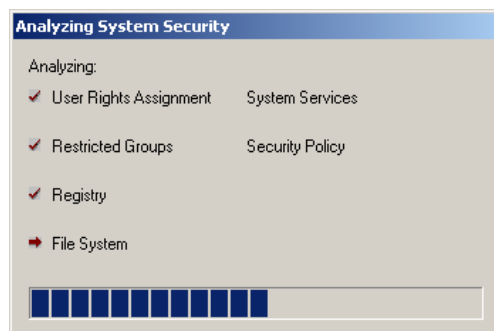 Analyzing System Security
Analyzing:
User Rights Assignment System Services
Restricted Groups Security Policy
Registry
File System